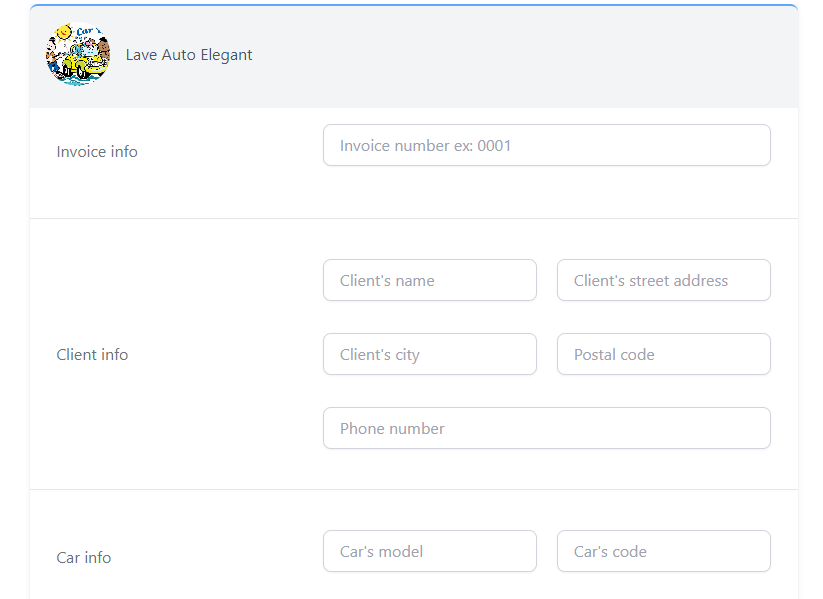 Car
Lave Auto Elegant
Invoice info
Invoice number ex: 0001
Client info
Client's name
Client's street address
Client's city
Postal code
Phone number
Car info
Car's model
Car's code